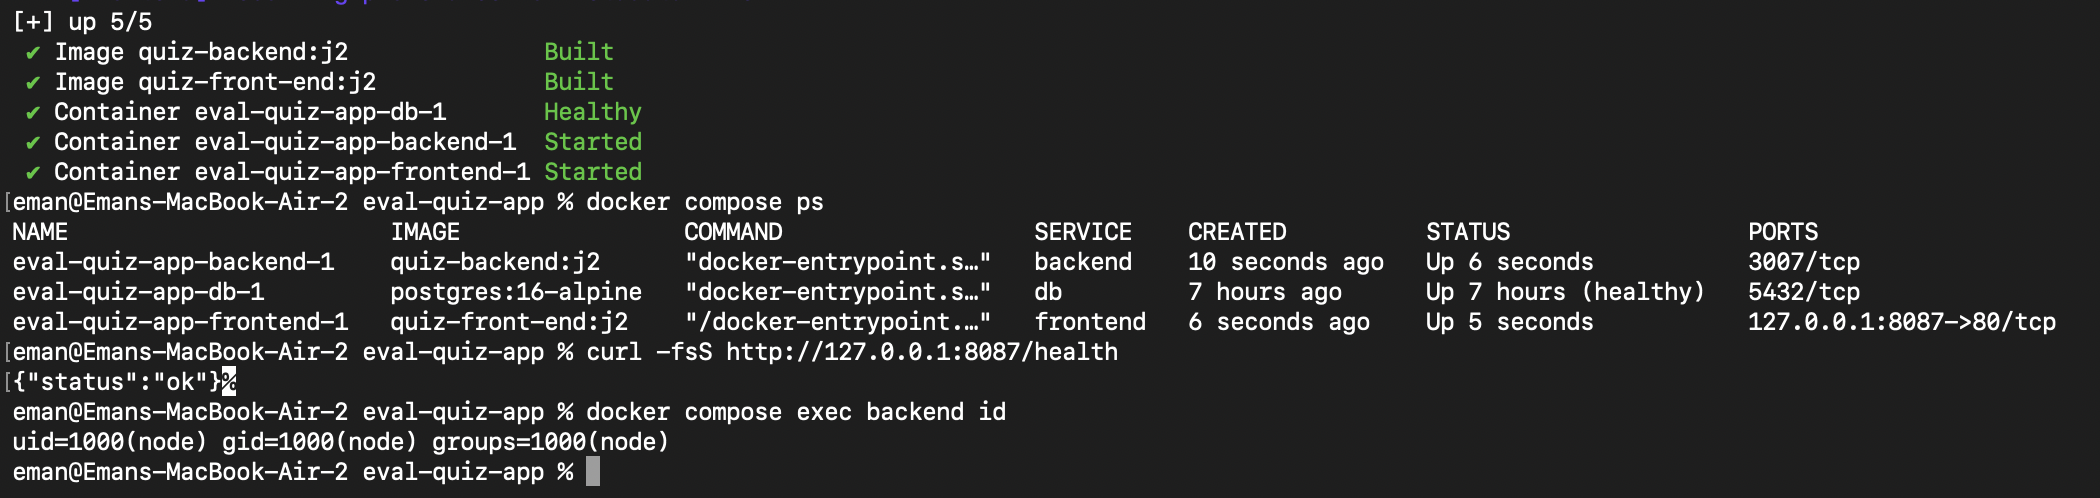 [+] up 5/5
✔ Image quiz-backend:j2 Built
✔ Image quiz-front-end:j2 Built
✔ Container eval-quiz-app-db-1 Healthy
✔ Container eval-quiz-app-backend-1 Started
✔ Container eval-quiz-app-frontend-1 Started
[eman@Emans-MacBook-Air-2 eval-quiz-app % docker compose ps
NAME IMAGE COMMAND SERVICE CREATED STATUS PORTS
eval-quiz-app-backend-1 quiz-backend:j2 "docker-entrypoint.s…" backend 10 seconds ago Up 6 seconds 3007/tcp
eval-quiz-app-db-1 postgres:16-alpine "docker-entrypoint.s…" db 7 hours ago Up 7 hours (healthy) 5432/tcp
eval-quiz-app-frontend-1 quiz-front-end:j2 "/docker-entrypoint.…" frontend 6 seconds ago Up 5 seconds 127.0.0.1:8087->80/tcp
[eman@Emans-MacBook-Air-2 eval-quiz-app % curl -fsS http://127.0.0.1:8087/health
[{"status":"ok"}%
eman@Emans-MacBook-Air-2 eval-quiz-app % docker compose exec backend id
uid=1000(node) gid=1000(node) groups=1000(node)
eman@Emans-MacBook-Air-2 eval-quiz-app %